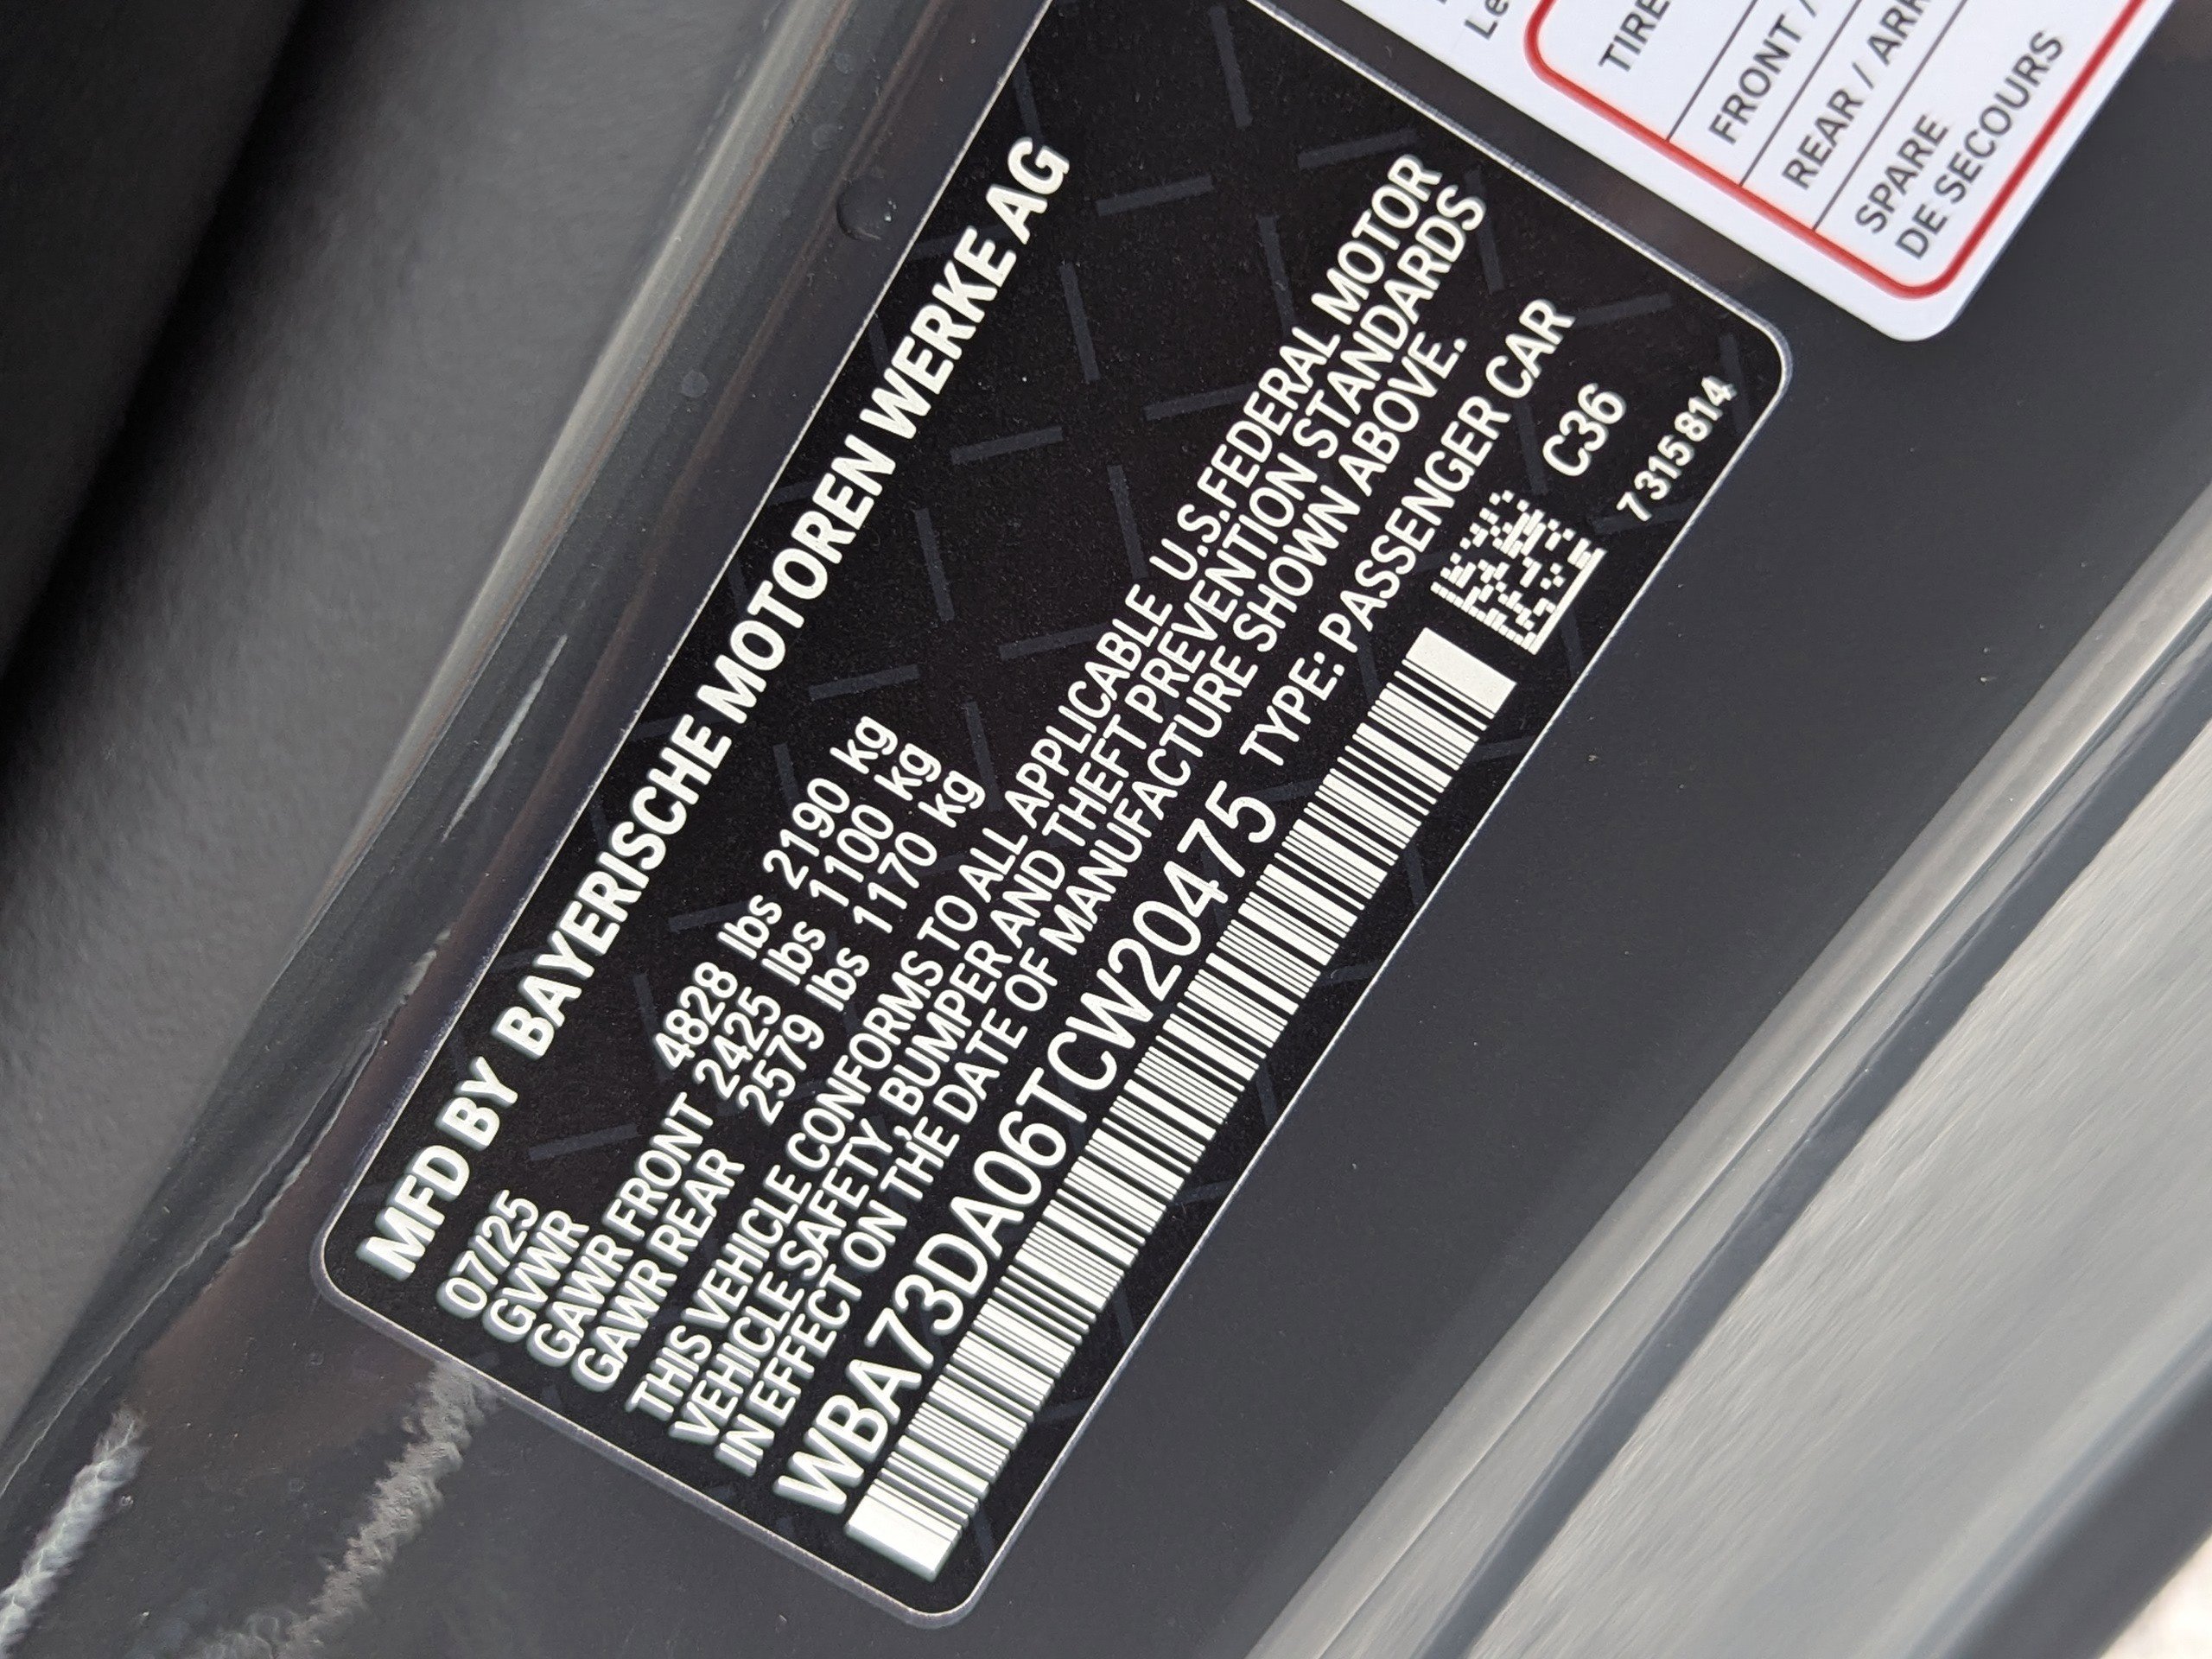 MFD BY BAYERISCHE MOTOREN WERKE AG
07/25
GVWR 4828 lbs 2190 kg
GAWR FRONT 2425 lbs 1100 kg
GAWR REAR 2579 lbs 1170 kg
THIS VEHICLE CONFORMS TO ALL APPLICABLE U.S.FEDERAL MOTOR
VEHICLE SAFETY, BUMPER AND THEFT PREVENTION STANDARDS
IN EFFECT ON THE DATE OF MANUFACTURE SHOWN ABOVE.
WBA73DA06TCW20475 TYPE: PASSENGER CAR
C36
7315814
TIRE
FRONT /
REAR / ARR
SPARE
DE SECOURS